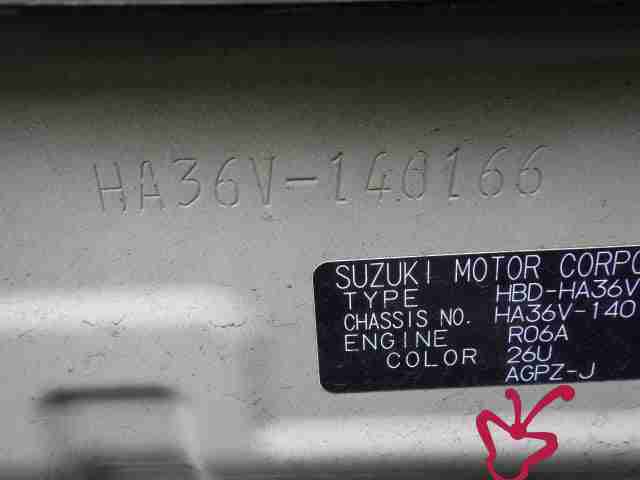 HA36V-140166
SUZUKI MOTOR CORPO
TYPE HBD-HA36V
CHASSIS NO. HA36V-140
ENGINE R06A
COLOR 26U
AGPZ-J